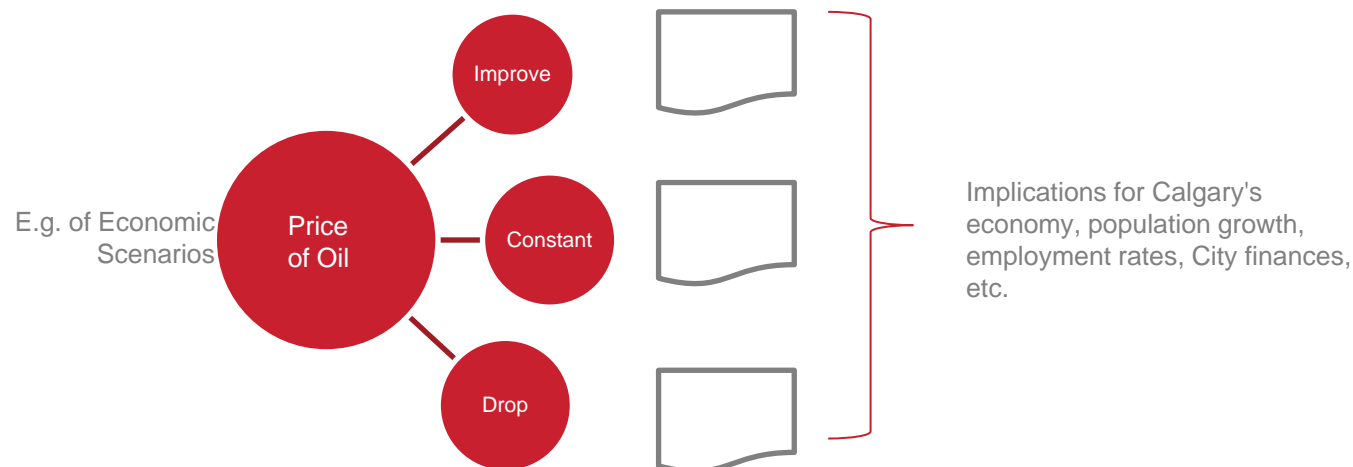 Improve
E.g. of Economic
Scenarios
Price
of Oil
Constant
Drop
Implications for Calgary's
economy, population growth,
employment rates, City finances,
etc.